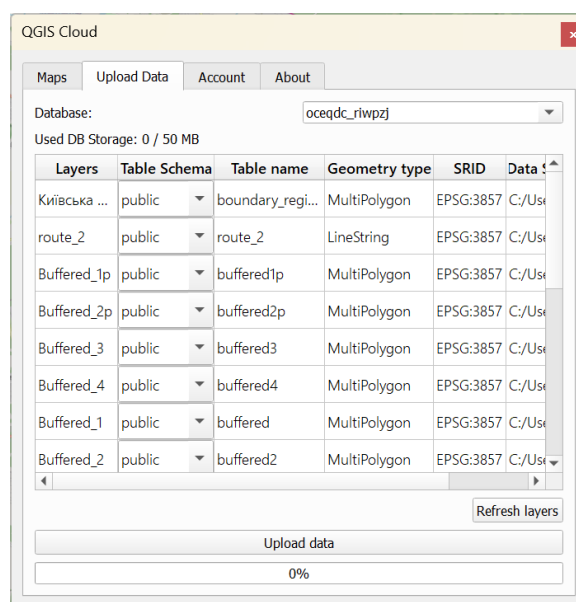 QGIS Cloud
Maps Upload Data Account About
Database: oceqdc_riwpzj
Used DB Storage: 0 / 50 MB
Layers Table Schema Table name Geometry type SRID Data
Київська ... public boundary_regi... MultiPolygon EPSG:3857 C:/Use
route_2 public route_2 LineString EPSG:3857 C:/Use
Buffered_1p public buffered1p MultiPolygon EPSG:3857 C:/Use
Buffered_2p public buffered2p MultiPolygon EPSG:3857 C:/Use
Buffered_3 public buffered3 MultiPolygon EPSG:3857 C:/Use
Buffered_4 public buffered4 MultiPolygon EPSG:3857 C:/Use
Buffered_1 public buffered MultiPolygon EPSG:3857 C:/Use
Buffered_2 public buffered2 MultiPolygon EPSG:3857 C:/Use
Refresh layers
Upload data
0%